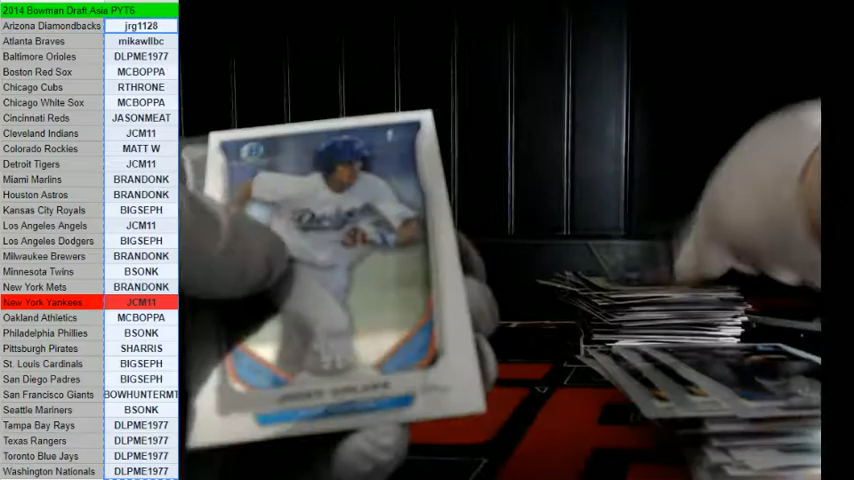 2014 Bowman Draft Asia PYT5
Arizona Diamondbacks jrg1128
Atlanta Braves mikawllbc
Baltimore Orioles DLPME1977
Boston Red Sox MCBOPPA
Chicago Cubs RTHRONE
Chicago White Sox MCBOPPA
Cincinnati Reds JASONMEAT
Cleveland Indians JCM11
Colorado Rockies MATT W
Detroit Tigers JCM11
Miami Marlins BRANDONK
Houston Astros BRANDONK
Kansas City Royals BIGSEPH
Los Angeles Angels JCM11
Los Angeles Dodgers BIGSEPH
Milwaulkee Brewers BRANDONK
Minnesota Twins BSONK
New York Mets BRANDONK
New York Yankees JCM11
Oakland Athletics MCBOPPA
Philadelphia Phillies BSONK
Pittsburgh Pirates SHARRIS
St. Louis Cardinals BIGSEPH
San Diego Padres BIGSEPH
San Francisco Giants BOWHUNTERMT
Seattle Mariners BSONK
Tampa Bay Rays DLPME1977
Texas Rangers DLPME1977
Toronto Blue Jays DLPME1977
Washington Nationals DLPME1977
Dodgers